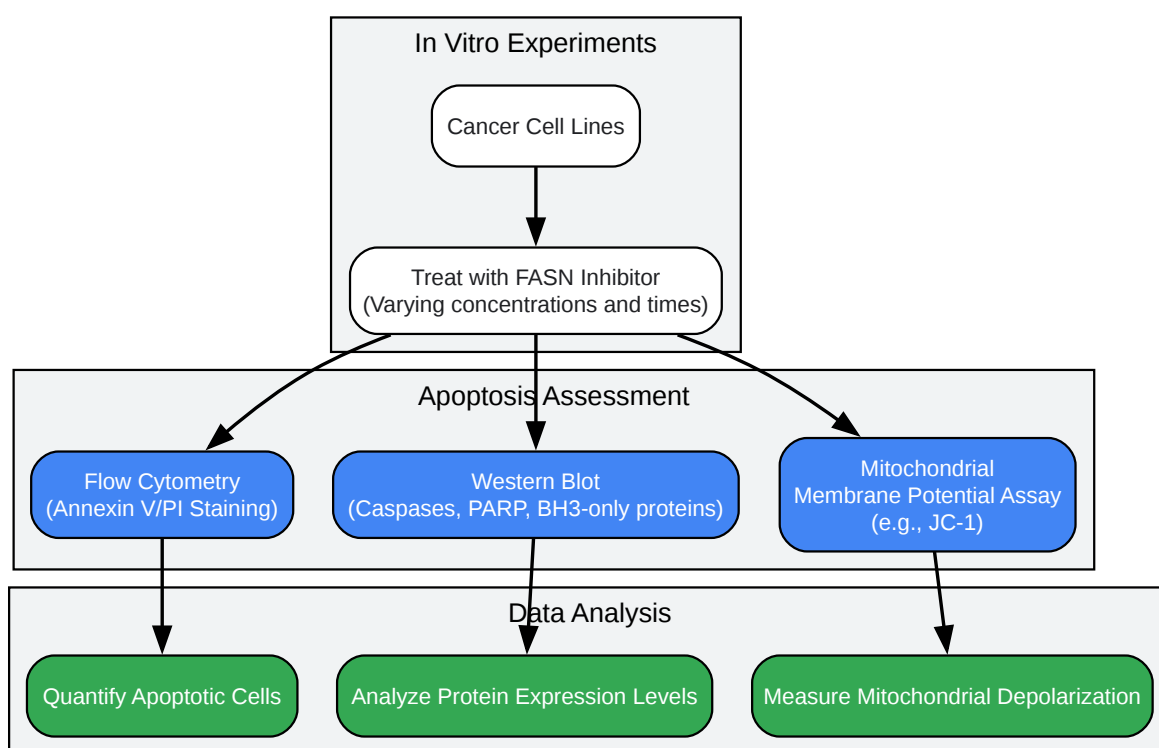 In Vitro Experiments
Cancer Cell Lines
Treat with FASN Inhibitor
(Varying concentrations and times)
Apoptosis Assessment
Flow Cytometry
(Annexin V/PI Staining)
Western Blot
(Caspases, PARP, BH3-only proteins)
Mitochondrial
Membrane Potential Assay
(e.g., JC-1)
Data Analysis
Quantify Apoptotic Cells
Analyze Protein Expression Levels
Measure Mitochondrial Depolarization